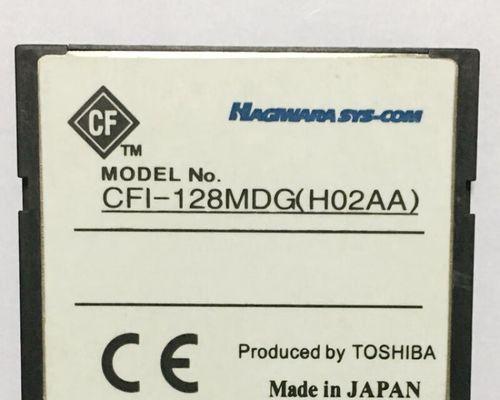 CF
TM
HAGIWARA SYS-COM
MODEL No.
CFI-128MDG(H02AA)
CE
Produced by TOSHIBA
Made in JAPAN